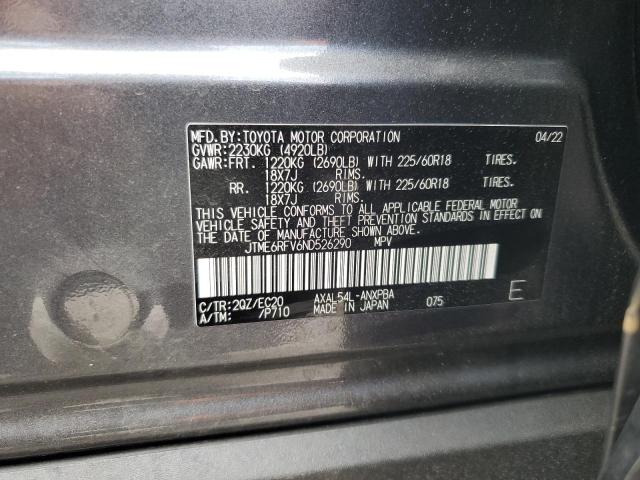 MFD.BY:TOYOTA MOTOR CORPORATION 04/22
GVWR:2230KG (4920LB)
GAWR:FRT. 1220KG (2690LB) WITH 225/60R18 TIRES.
18X7J RIMS.
RR. 1220KG (2690LB) WITH 225/60R18 TIRES.
18X7J RIMS.
THIS VEHICLE CONFORMS TO ALL APPLICABLE FEDERAL MOTOR
VEHICLE SAFETY AND THEFT PREVENTION STANDARDS IN EFFECT ON
THE DATE OF MANUFACTURE SHOWN ABOVE.
JTME6RFV6ND526290 MPV
C/TR:2QZ/EC20 AXAL54L-ANXPBA 075 E
A/TM: /P710 MADE IN JAPAN